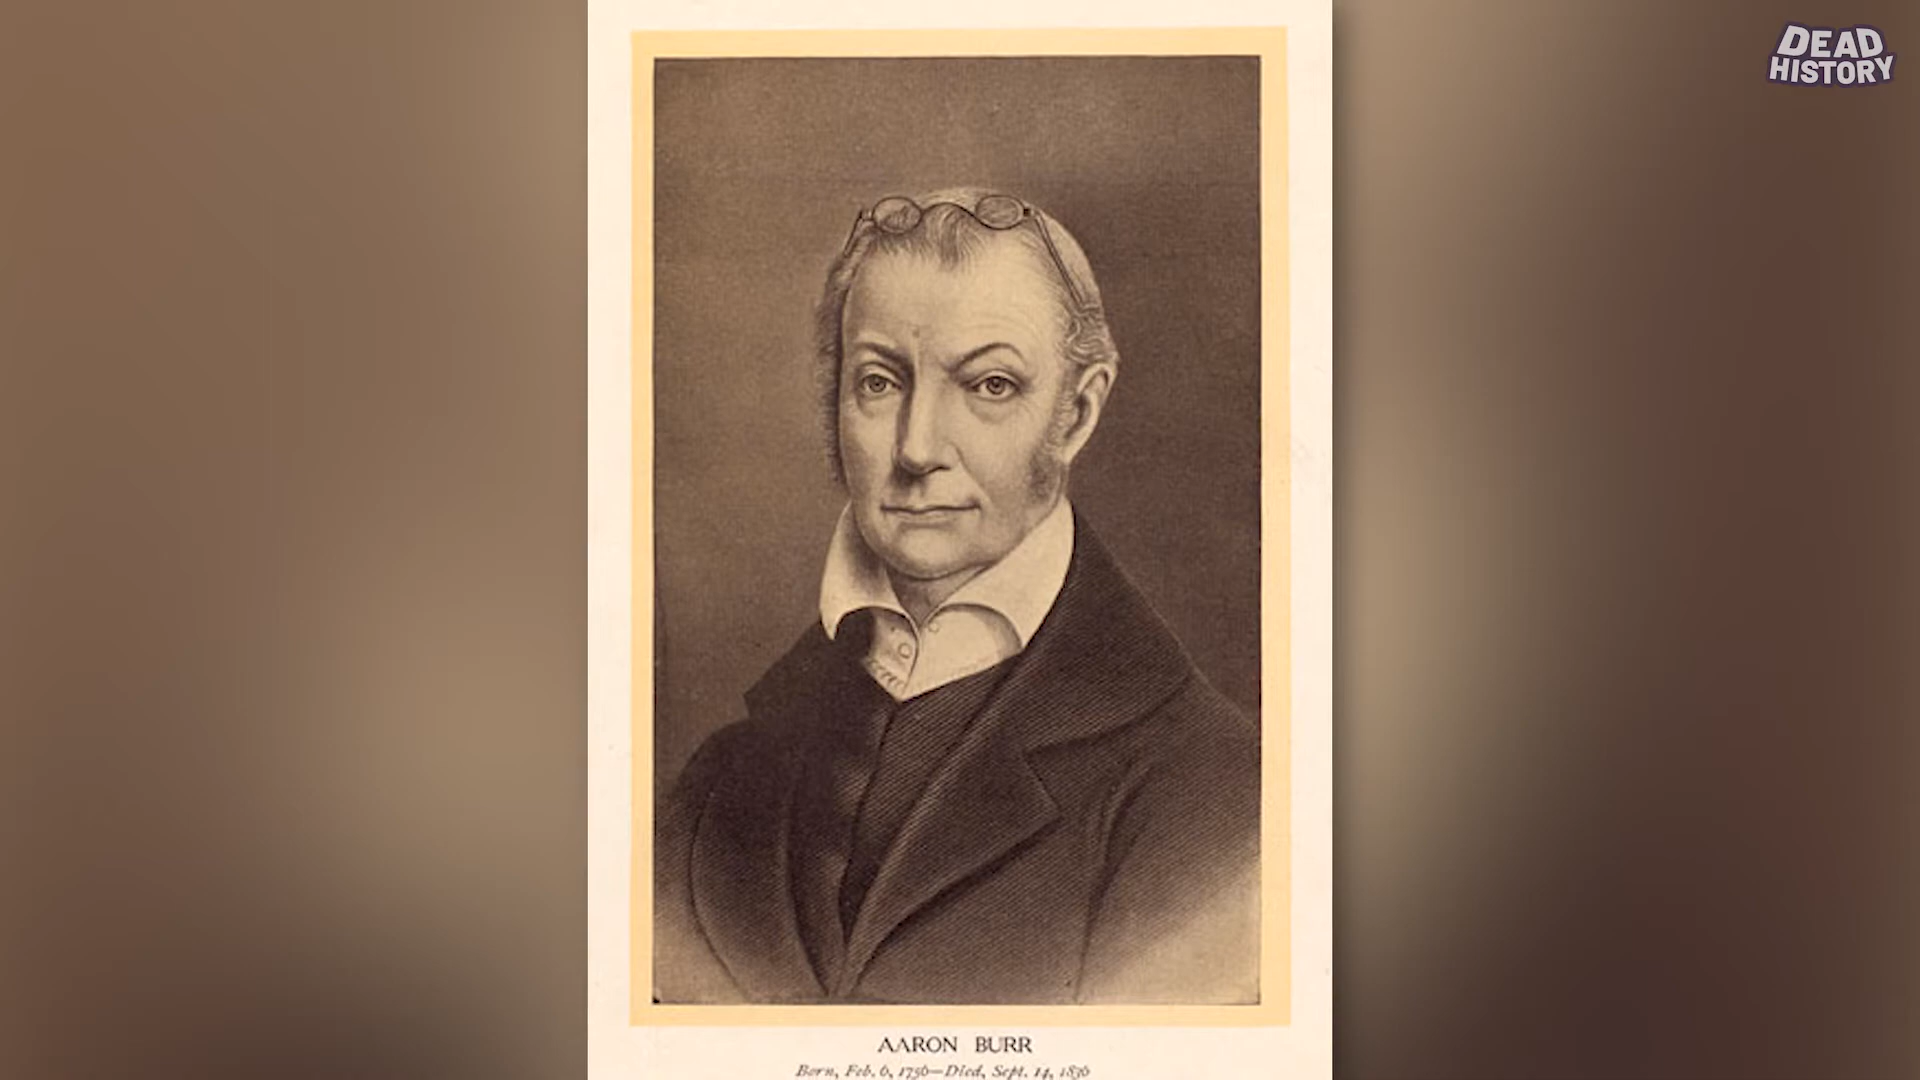 DEAD
HISTORY
AARON BURR
Born, Feb. 6, 1756—Died, Sept. 14, 1836